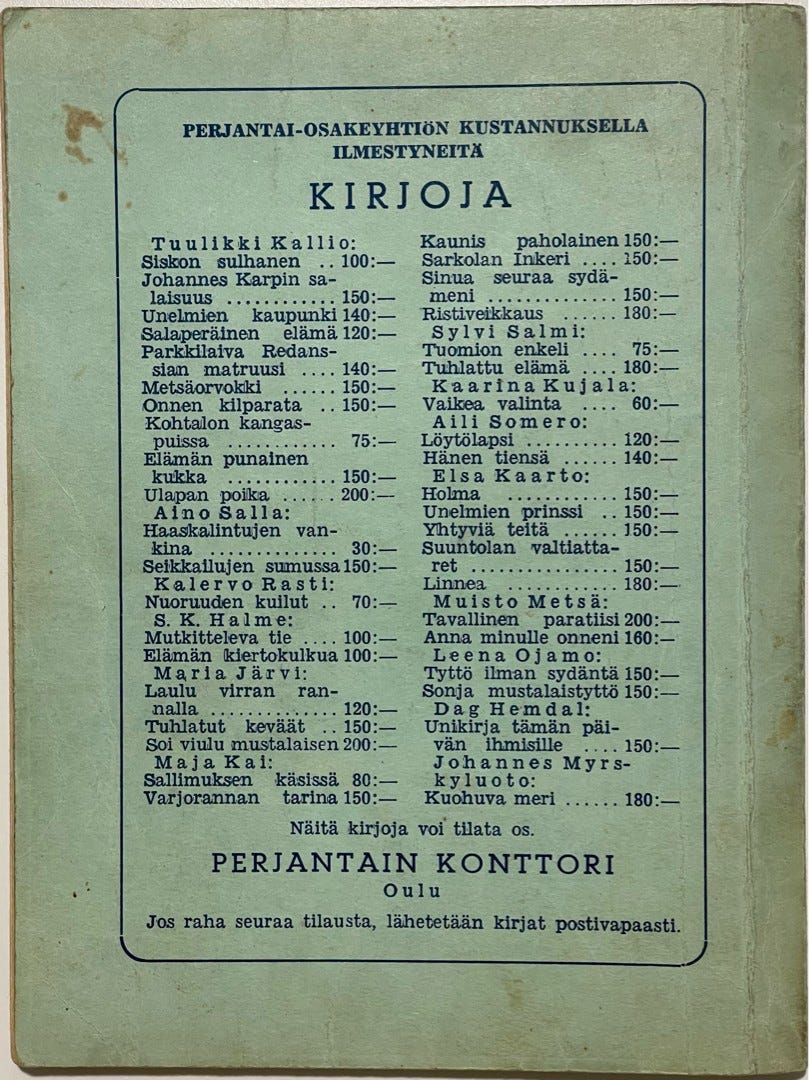 PERJANTAI-OSAKEYHTIÖN KUSTANNUKSELLA
ILMESTYNEITÄ
KIRJOJA
Tuulikki Kallio:
Siskon sulhanen .. 100:—
Johannes Karpin sa-
laisuus ............ 150:—
Unelmien kaupunki 140:—
Salaperäinen elämä 120:—
Parkkilaiva Redans-
sian matruusi .... 140:—
Metsäorvokki ...... 150:—
Onnen kilparata .. 150:—
Kohtalon kangas-
puissa ............ 75:—
Elämän punainen
kukka ............ 150:—
Ulapan poika ...... 200:—
Aino Salla:
Haaskalintujen van-
kina .............. 30:—
Seikkailujen sumussa 150:—
Kalervo Rasti:
Nuoruuden kuilut .. 70:—
S. K. Halme:
Mutkitteleva tie .... 100:—
Elämän kiertokulkua 100:—
Maria Järvi:
Laulu virran ran-
nalla .............. 120:—
Tuhlatut keväät .. 150:—
Soi viulu mustalaisen 200:—
Maja Kai:
Sallimuksen käsissä 80:—
Varjorannan tarina 150:—
Kaunis paholainen 150:—
Sarkolan Inkeri .... 150:—
Sinua seuraa sydä-
meni .............. 150:—
Ristiveikkaus ...... 180:—
Sylvi Salmi:
Tuomion enkeli .... 75:—
Tuhlattu elämä .... 180:—
Kaarina Kujala:
Vaikea valinta .... 60:—
Aili Somero:
Löytölapsi .......... 120:—
Hänen tiensä ...... 140:—
Elsa Kaarto:
Holma ............ 150:—
Unelmien prinssi .. 150:—
Yhtyviä teitä ...... 150:—
Suuntolan valtiatta-
ret ................ 150:—
Linnea ............ 180:—
Muisto Metsä:
Tavallinen paratiisi 200:—
Anna minulle onneni 160:—
Leena Ojamo:
Tyttö ilman sydäntä 150:—
Sonja mustalaistyttö 150:—
Dag Hemdal:
Unikirja tämän päi-
vän ihmisille .... 150:—
Johannes Myrs-
kyluoto:
Kuohuva meri ...... 180:—
Näitä kirjoja voi tilata os.
PERJANTAIN KONTTORI
Oulu
Jos raha seuraa tilausta, lähetetään kirjat postivapaasti.